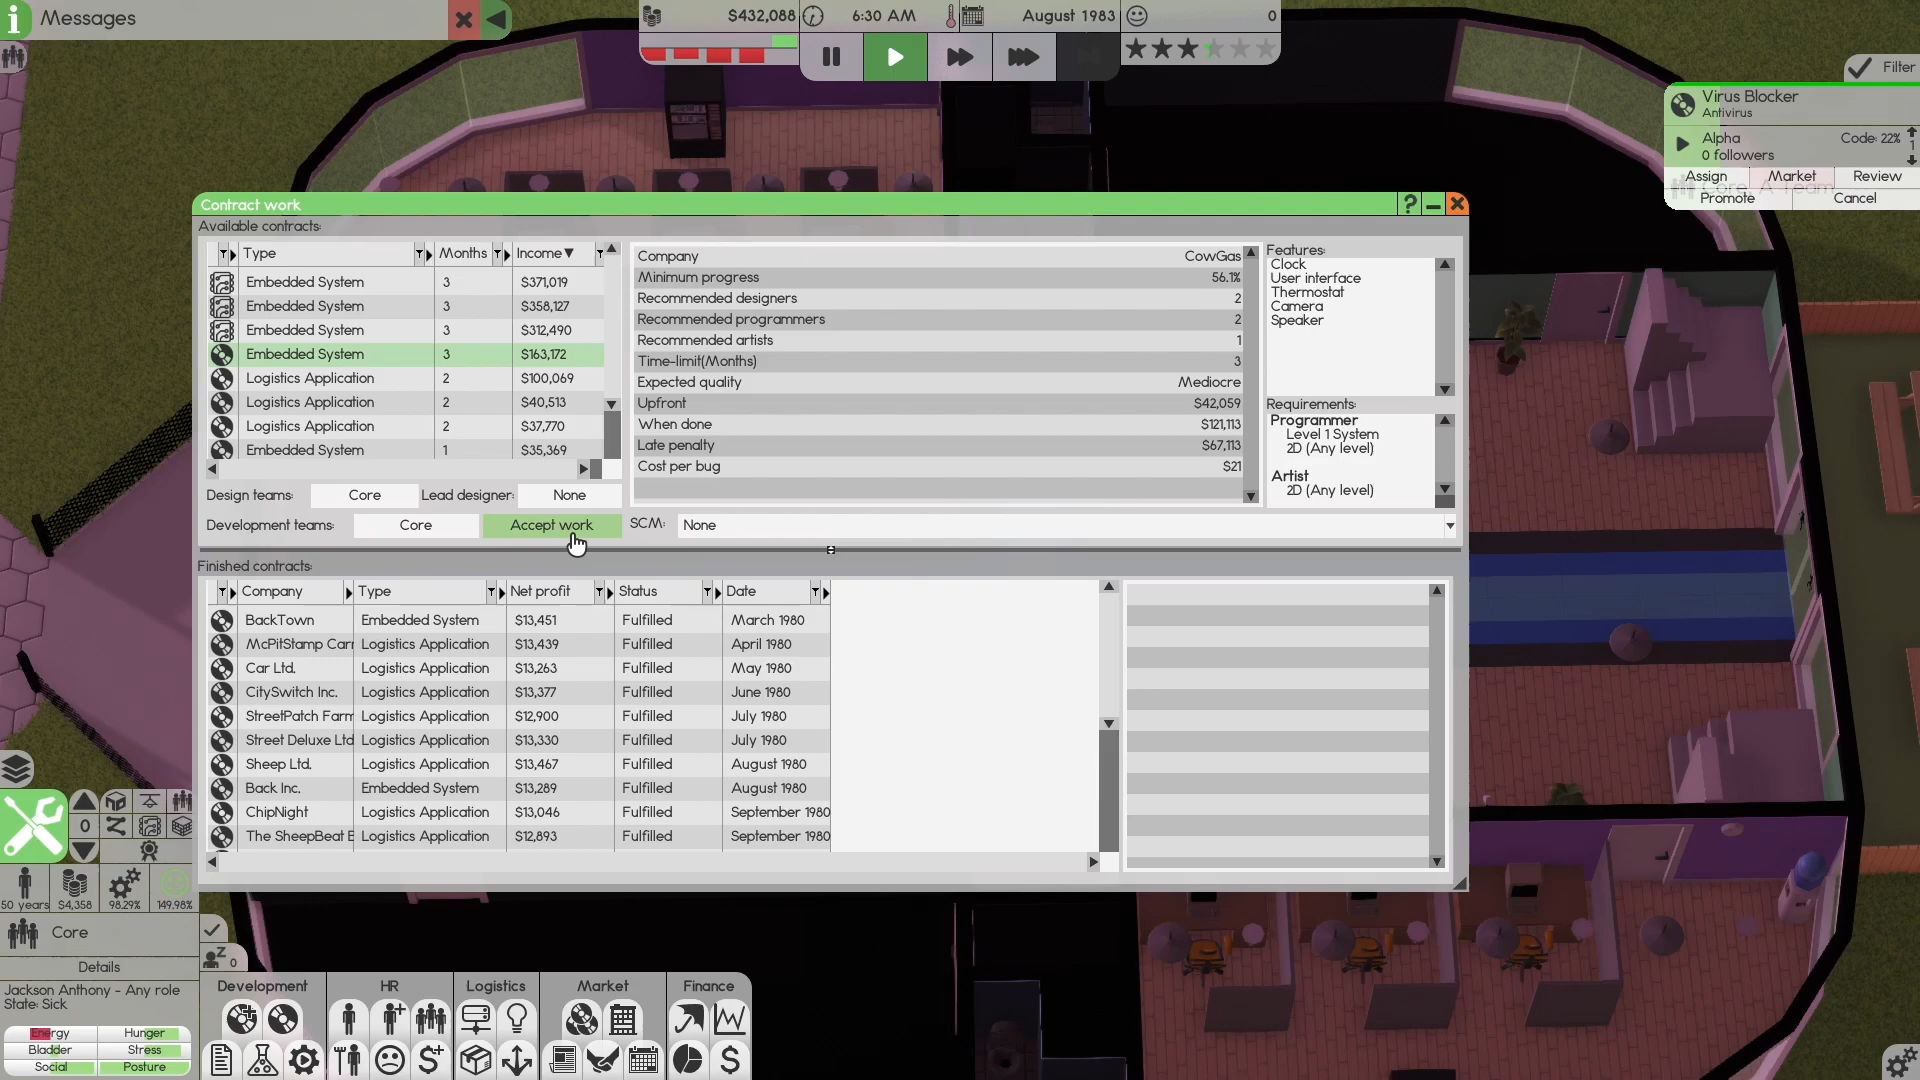 Messages
$432,088
6:30 AM
August 1983
0
Filter
Virus Blocker
Antivirus
Alpha
Code: 22%
0 followers
1
Assign
Market
Review
Core, A Team
Promote
Cancel
Contract work
?
Available contracts:
Type Months Income▼
Embedded System 3 $371,019
Embedded System 3 $358,127
Embedded System 3 $312,490
Embedded System 3 $163,172
Logistics Application 2 $100,069
Logistics Application 2 $40,513
Logistics Application 2 $37,770
Embedded System 1 $35,369
Company CowGas
Minimum progress 56.1%
Recommended designers 2
Recommended programmers 2
Recommended artists 1
Time-limit(Months) 3
Expected quality Mediocre
Upfront $42,059
When done $121,113
Late penalty $67,113
Cost per bug $21
Features:
Clock
User interface
Thermostat
Camera
Speaker
Requirements:
Programmer
Level 1 System
2D (Any level)
Artist
2D (Any level)
Design teams: Core Lead designer: None
Development teams: Core Accept work SCM: None
Finished contracts:
Company Type Net profit Status Date
BackTown Embedded System $13,451 Fulfilled March 1980
McPitStamp Carr Logistics Application $13,439 Fulfilled April 1980
Car Ltd. Logistics Application $13,263 Fulfilled May 1980
CitySwitch Inc. Logistics Application $13,377 Fulfilled June 1980
StreetPatch Farm Logistics Application $12,900 Fulfilled July 1980
Street Deluxe Ltd Logistics Application $13,330 Fulfilled July 1980
Sheep Ltd. Logistics Application $13,467 Fulfilled August 1980
Back Inc. Embedded System $13,289 Fulfilled August 1980
ChipNight Logistics Application $13,046 Fulfilled September 1980
The SheepBeat B Logistics Application $12,893 Fulfilled September 1980
0
50 years $4,358 98.29% 149.98%
Core
Details
Jackson Anthony - Any role
State: Sick
Energy Hunger
Bladder Stress
Social Posture
Z 0
Development HR Logistics Market Finance